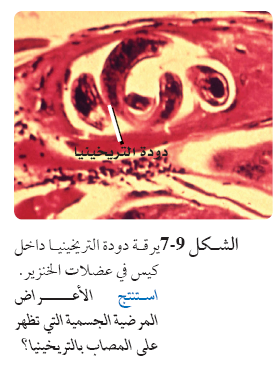 دودة التريخينيا
الشكل 9-7 يرقة دودة التريخينيا داخل
كيس في عضلات الخنزير.
استنتج الأعراض
المرضية الجسمية التي تظهر
على المصاب بالتريخينيا؟